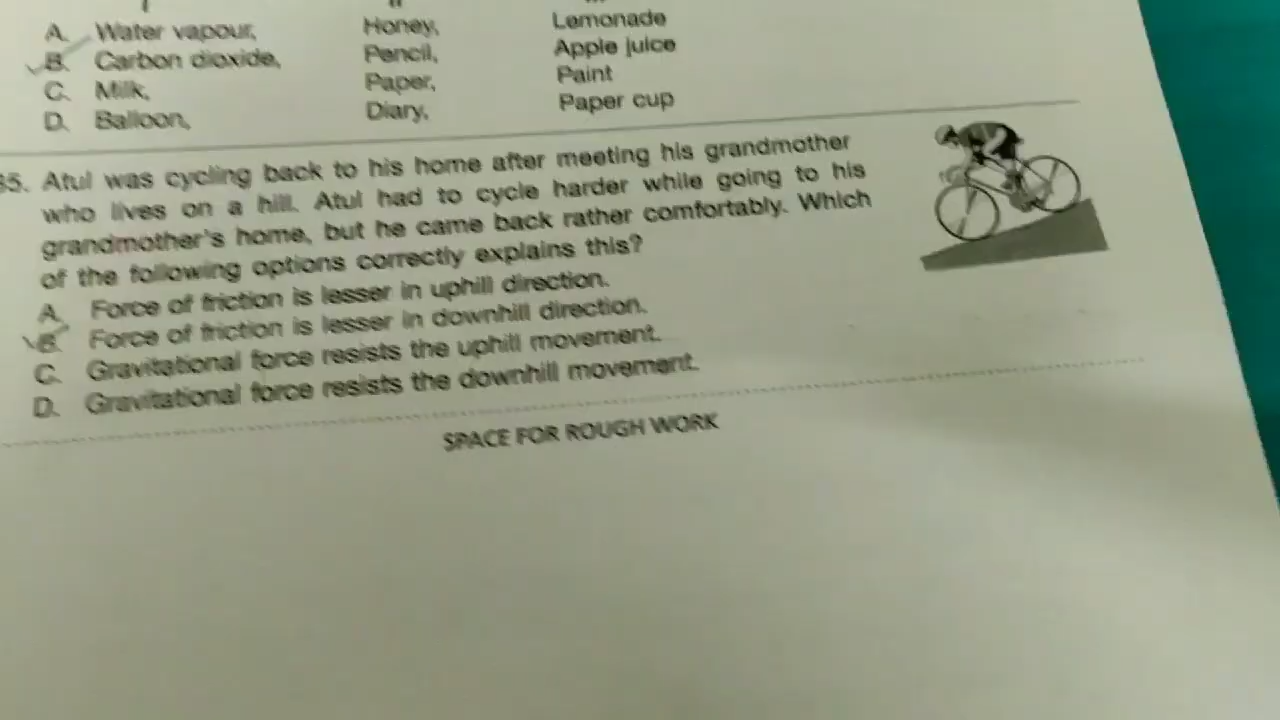 A. Water vapour, Honey, Lemonade
B. Carbon dioxide, Pencil, Apple juice
C. Milk, Paper, Paint
D. Balloon, Diary, Paper cup
35. Atul was cycling back to his home after meeting his grandmother
who lives on a hill. Atul had to cycle harder while going to his
grandmother's home, but he came back rather comfortably. Which
of the following options correctly explains this?
A. Force of friction is lesser in uphill direction.
B. Force of friction is lesser in downhill direction.
C. Gravitational force resists the uphill movement.
D. Gravitational force resists the downhill movement.
SPACE FOR ROUGH WORK